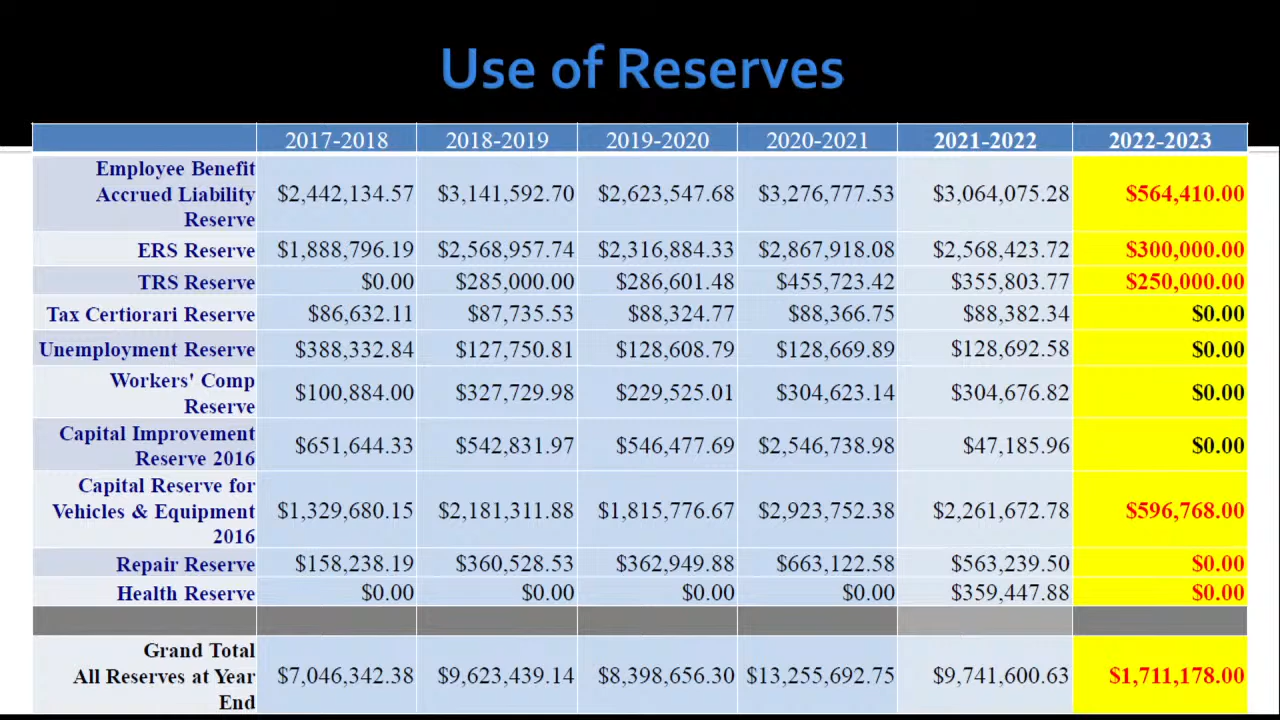 Use of Reserves
2017-2018 2018-2019 2019-2020 2020-2021 2021-2022 2022-2023
Employee Benefit
Accrued Liability
Reserve $2,442,134.57 $3,141,592.70 $2,623,547.68 $3,276,777.53 $3,064,075.28 $564,410.00
ERS Reserve $1,888,796.19 $2,568,957.74 $2,316,884.33 $2,867,918.08 $2,568,423.72 $300,000.00
TRS Reserve $0.00 $285,000.00 $286,601.48 $455,723.42 $355,803.77 $250,000.00
Tax Certiorari Reserve $86,632.11 $87,735.53 $88,324.77 $88,366.75 $88,382.34 $0.00
Unemployment Reserve $388,332.84 $127,750.81 $128,608.79 $128,669.89 $128,692.58 $0.00
Workers' Comp
Reserve $100,884.00 $327,729.98 $229,525.01 $304,623.14 $304,676.82 $0.00
Capital Improvement
Reserve 2016 $651,644.33 $542,831.97 $546,477.69 $2,546,738.98 $47,185.96 $0.00
Capital Reserve for
Vehicles & Equipment
2016 $1,329,680.15 $2,181,311.88 $1,815,776.67 $2,923,752.38 $2,261,672.78 $596,768.00
Repair Reserve $158,238.19 $360,528.53 $362,949.88 $663,122.58 $563,239.50 $0.00
Health Reserve $0.00 $0.00 $0.00 $0.00 $359,447.88 $0.00
Grand Total
All Reserves at Year
End $7,046,342.38 $9,623,439.14 $8,398,656.30 $13,255,692.75 $9,741,600.63 $1,711,178.00